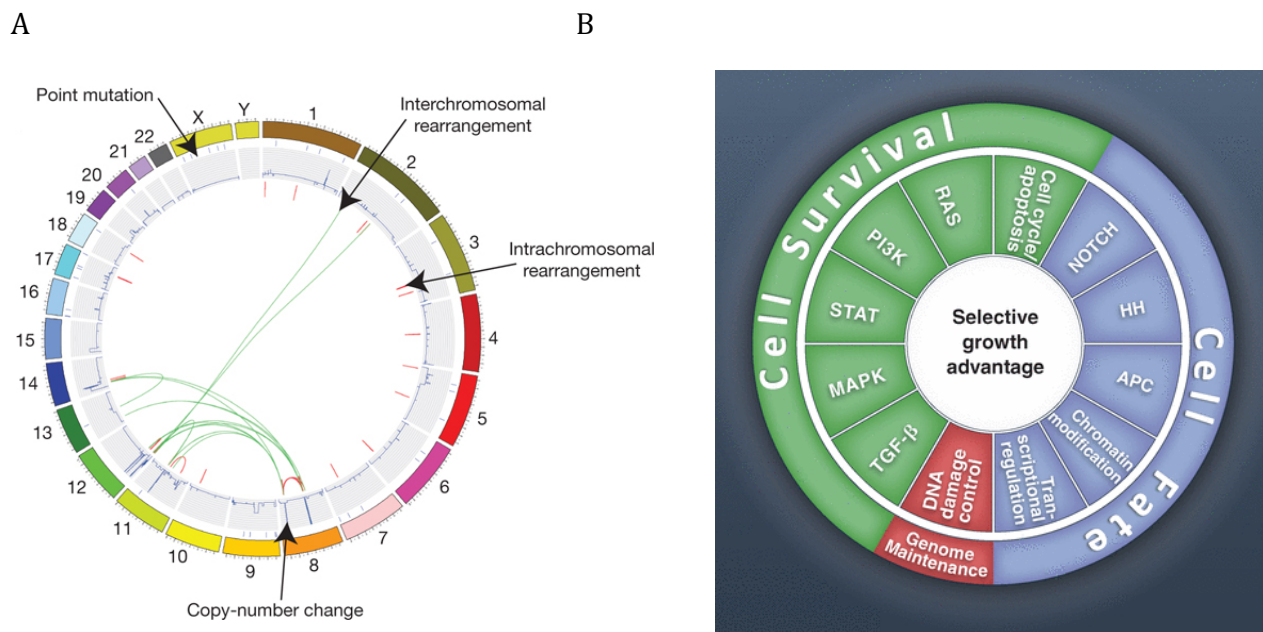 A
B
Point mutation
Interchromosomal
rearrangement
Intrachromosomal
rearrangement
Copy-number change
X
Y
1
2
3
4
5
6
7
8
9
10
11
12
13
14
15
16
17
18
19
20
21
22
Cell Survival
Cell Fate
Genome
Maintenance
Cell cycle/
apoptosis
NOTCH
HH
APC
Chromatin
modification
Tran-
scriptional
regulation
DNA
damage
control
TGF-β
MAPK
STAT
PI3K
RAS
Selective
growth
advantage